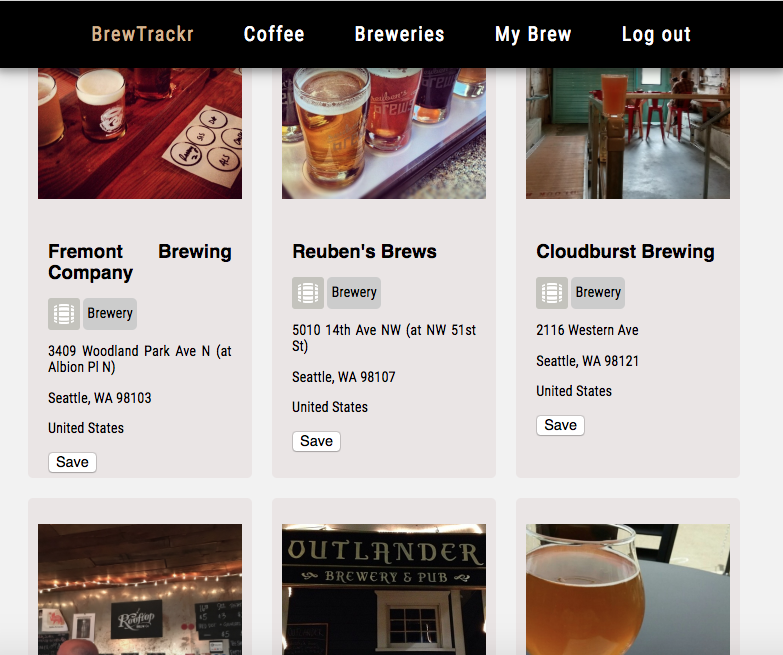 BrewTrackr Coffee Breweries My Brew Log out
Fremont Brewing
Company
Brewery
3409 Woodland Park Ave N (at
Albion Pl N)
Seattle, WA 98103
United States
Save
Reuben's Brews
Brewery
5010 14th Ave NW (at NW 51st
St)
Seattle, WA 98107
United States
Save
Cloudburst Brewing
Brewery
2116 Western Ave
Seattle, WA 98121
United States
Save
Rooftop
OUTLANDER
BREWERY & PUB